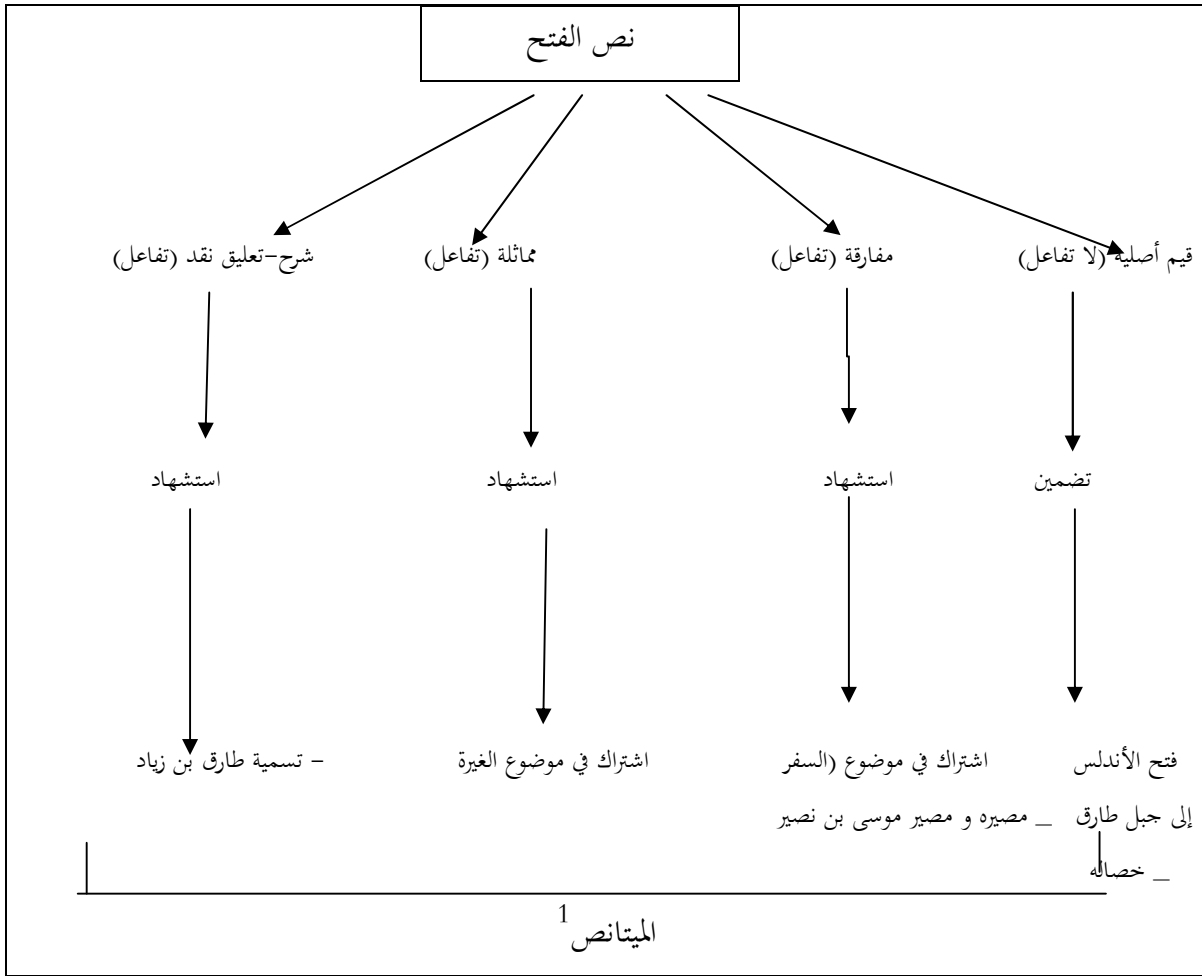 نص الفتح
قيم أصلية (لا تفاعل) مفارقة (تفاعل) مماثلة (تفاعل) شرح-تعليق نقد (تفاعل)
تضمين استشهاد استشهاد استشهاد
فتح الأندلس اشتراك في موضوع (السفر اشتراك في موضوع الغيرة - تسمية طارق بن زياد
إلى جبل طارق _ مصيره و مصير موسى بن نصير
_ خصاله
الميتانص1